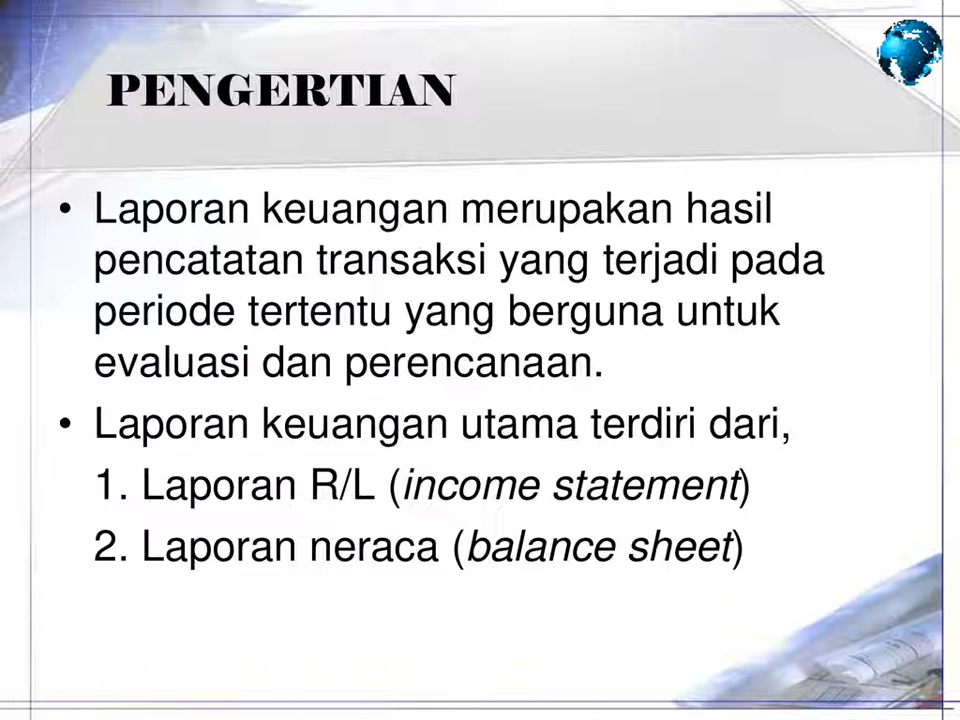 PENGERTIAN
• Laporan keuangan merupakan hasil
pencatatan transaksi yang terjadi pada
periode tertentu yang berguna untuk
evaluasi dan perencanaan.
• Laporan keuangan utama terdiri dari,
1. Laporan R/L (income statement)
2. Laporan neraca (balance sheet)